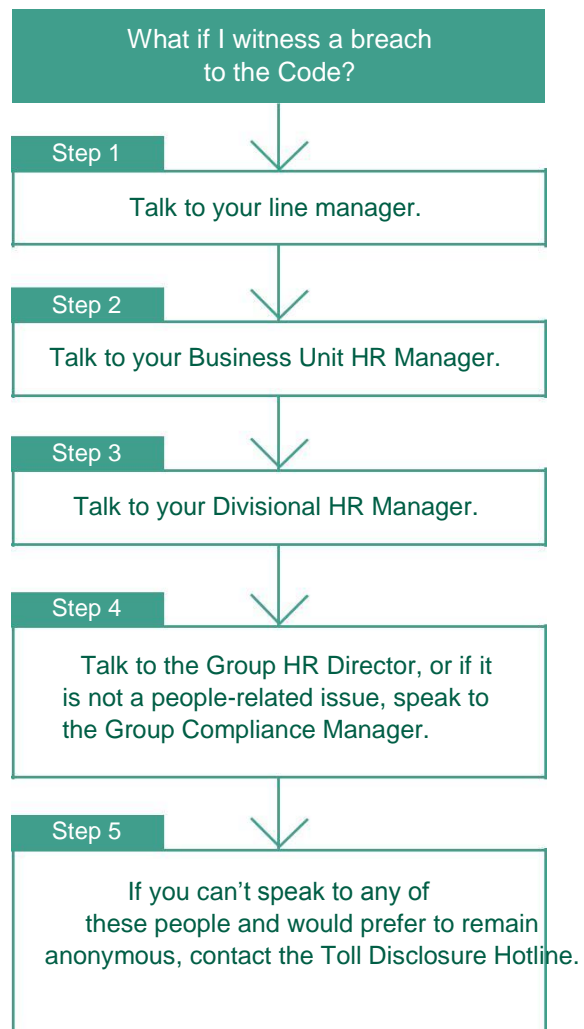 What if I witness a breach
to the Code?
Step 1
Talk to your line manager.
Step 2
Talk to your Business Unit HR Manager.
Step 3
Talk to your Divisional HR Manager.
Step 4
Talk to the Group HR Director, or if it
is not a people-related issue, speak to
the Group Compliance Manager.
Step 5
If you can’t speak to any of
these people and would prefer to remain
anonymous, contact the Toll Disclosure Hotline.